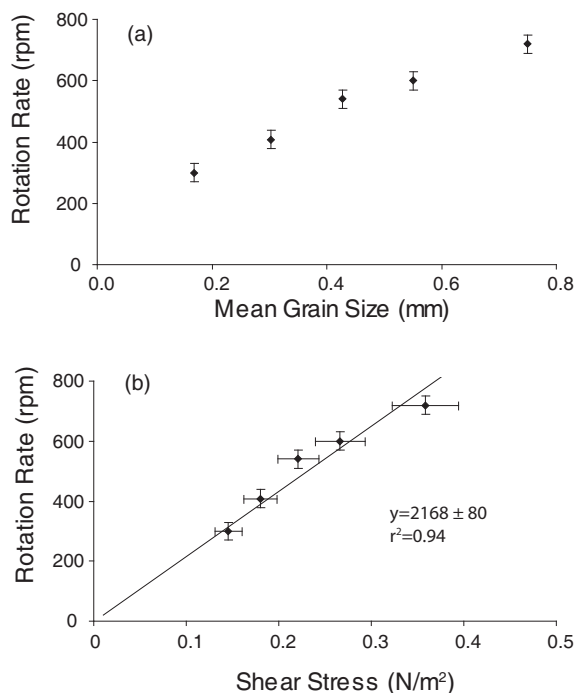 (a)
Rotation Rate (rpm)
800
600
400
200
0
0.0 0.2 0.4 0.6 0.8
Mean Grain Size (mm)
(b)
Rotation Rate (rpm)
800
600
400
200
0
y=2168 ± 80
r²=0.94
0 0.1 0.2 0.3 0.4 0.5
Shear Stress (N/m²)